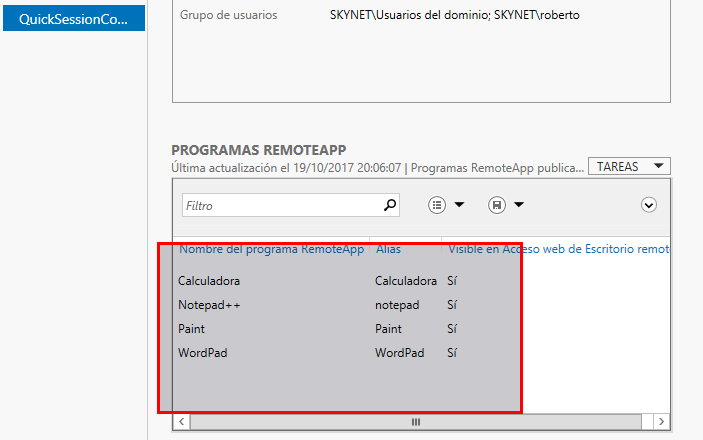 QuickSessionCo...
Grupo de usuarios SKYNET\Usuarios del dominio; SKYNET\roberto
PROGRAMAS REMOTEAPP
Última actualización el 19/10/2017 20:06:07 | Programas RemoteApp publica... TAREAS
Filtro
Nombre del programa RemoteApp Alias Visible en Acceso web de Escritorio remot
Calculadora Calculadora Sí
Notepad++ notepad Sí
Paint Paint Sí
WordPad WordPad Sí